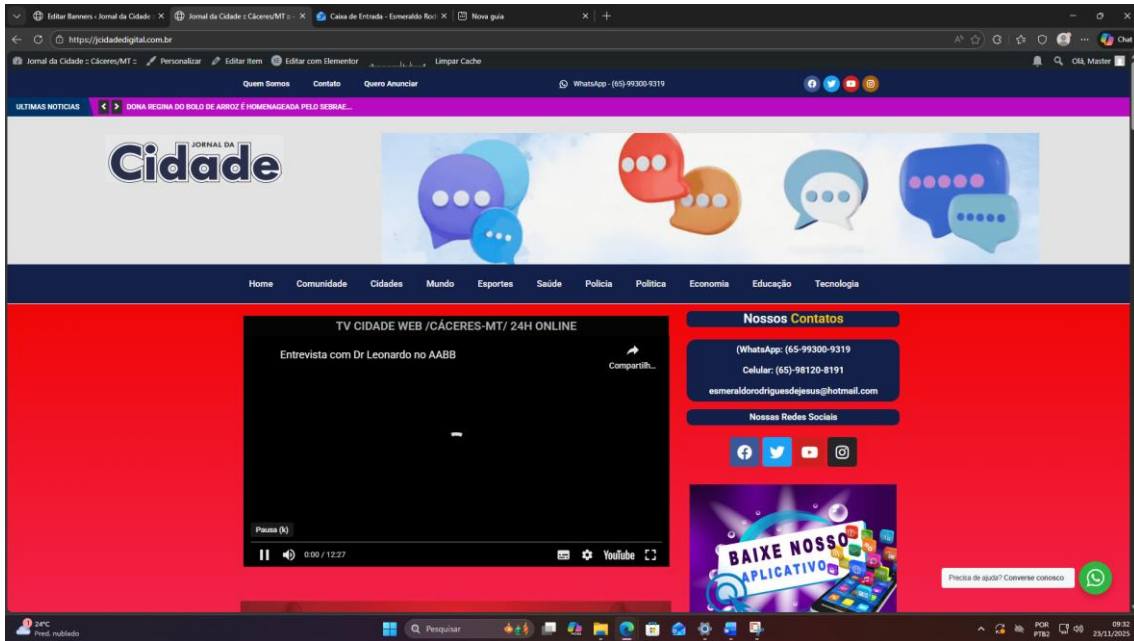 Editar Banners ‹ Jornal da Cidade :
Jornal da Cidade :: Cáceres/MT :: -
Caixa de Entrada - Esmeraldo Rod
Nova guia
https://jcidadedigital.com.br
Chat
Jornal da Cidade :: Cáceres/MT ::
Personalizar
Editar Item
Editar com Elementor
Limpar Cache
Olá, Master
Quem Somos
Contato
Quero Anunciar
WhatsApp - (65)-99300-9319
ULTIMAS NOTICIAS
DONA REGINA DO BOLO DE ARROZ É HOMENAGEADA PELO SEBRAE...
JORNAL DA
Cidade
Home
Comunidade
Cidades
Mundo
Esportes
Saúde
Policia
Politica
Economia
Educação
Tecnologia
TV CIDADE WEB /CÁCERES-MT/ 24H ONLINE
Entrevista com Dr Leonardo no AABB
Compartilh...
Pausa (k)
0:00 / 12:27
YouTube
Nossos Contatos
(WhatsApp: (65-99300-9319
Celular: (65)-98120-8191
esmeraldorodriguesdejesus@hotmail.com
Nossas Redes Sociais
BAIXE NOSSO
APLICATIVO
Precisa de ajuda? Converse conosco
24°C
Pred. nublado
Pesquisar
POR
PTB2
09:32
23/11/2025